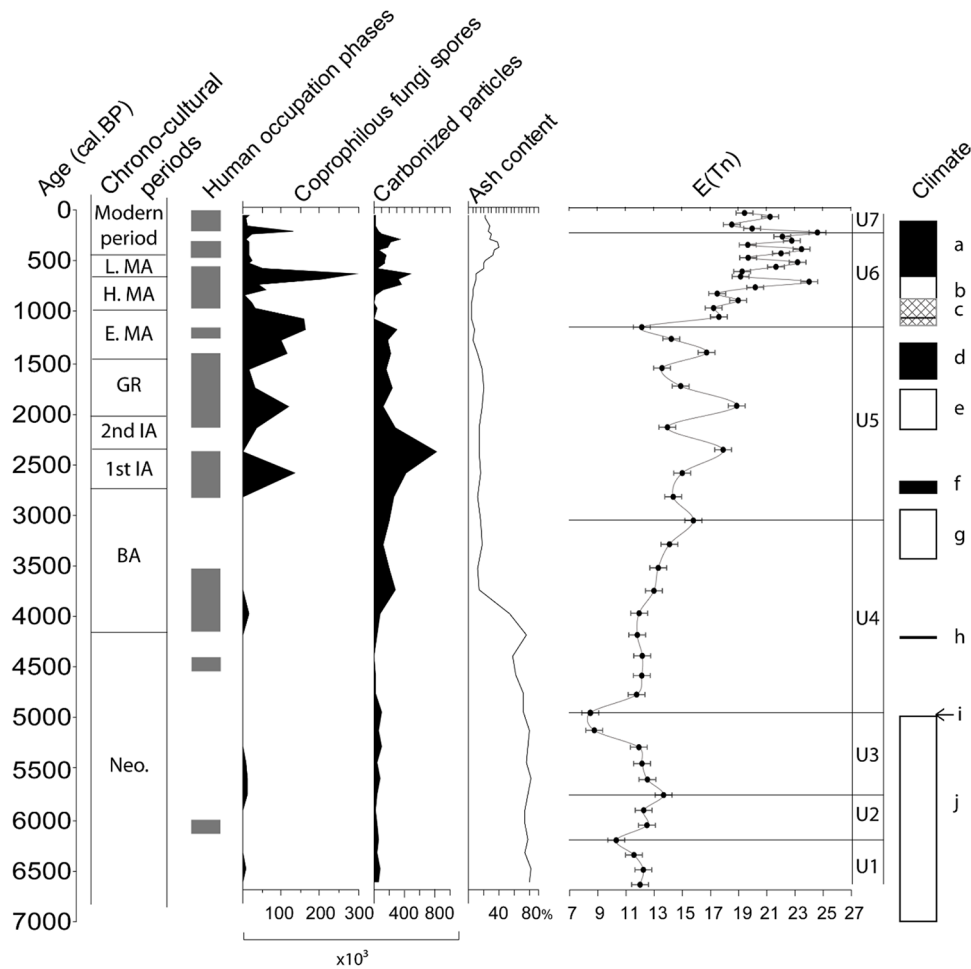 Age (cal.BP)
Chrono-cultural
periods
Human occupation phases
Coprophilous fungi spores
Carbonized particles
Ash content
E(Tn)
Climate
0
500
1000
1500
2000
2500
3000
3500
4000
4500
5000
5500
6000
6500
7000
Modern
period
L. MA
H. MA
E. MA
GR
2nd IA
1st IA
BA
Neo.
U7
U6
U5
U4
U3
U2
U1
a
b
c
d
e
f
g
h
i
j
100 200 300
400 800
40 80%
7 9 11 13 15 17 19 21 23 25 27
x10³